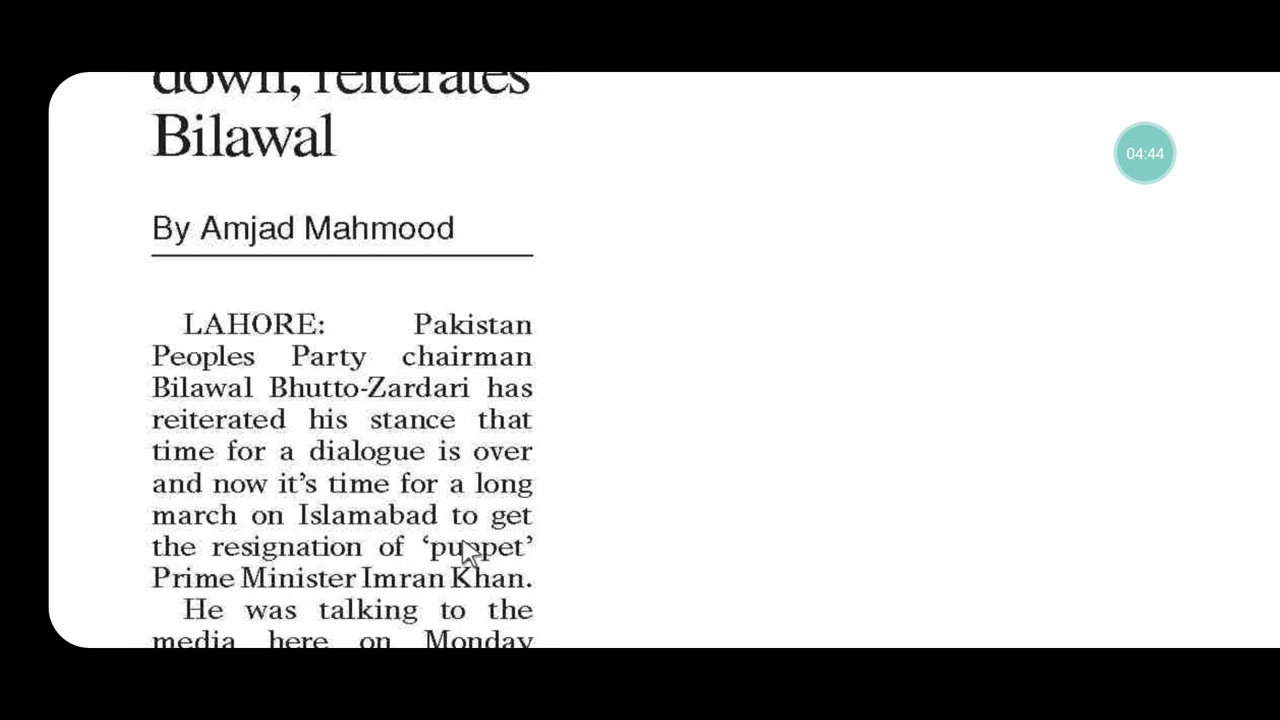 down, reiterates
Bilawal
By Amjad Mahmood
04:44
LAHORE: Pakistan
Peoples Party chairman
Bilawal Bhutto-Zardari has
reiterated his stance that
time for a dialogue is over
and now it’s time for a long
march on Islamabad to get
the resignation of ‘puppet’
Prime Minister Imran Khan.
He was talking to the
media here on Monday